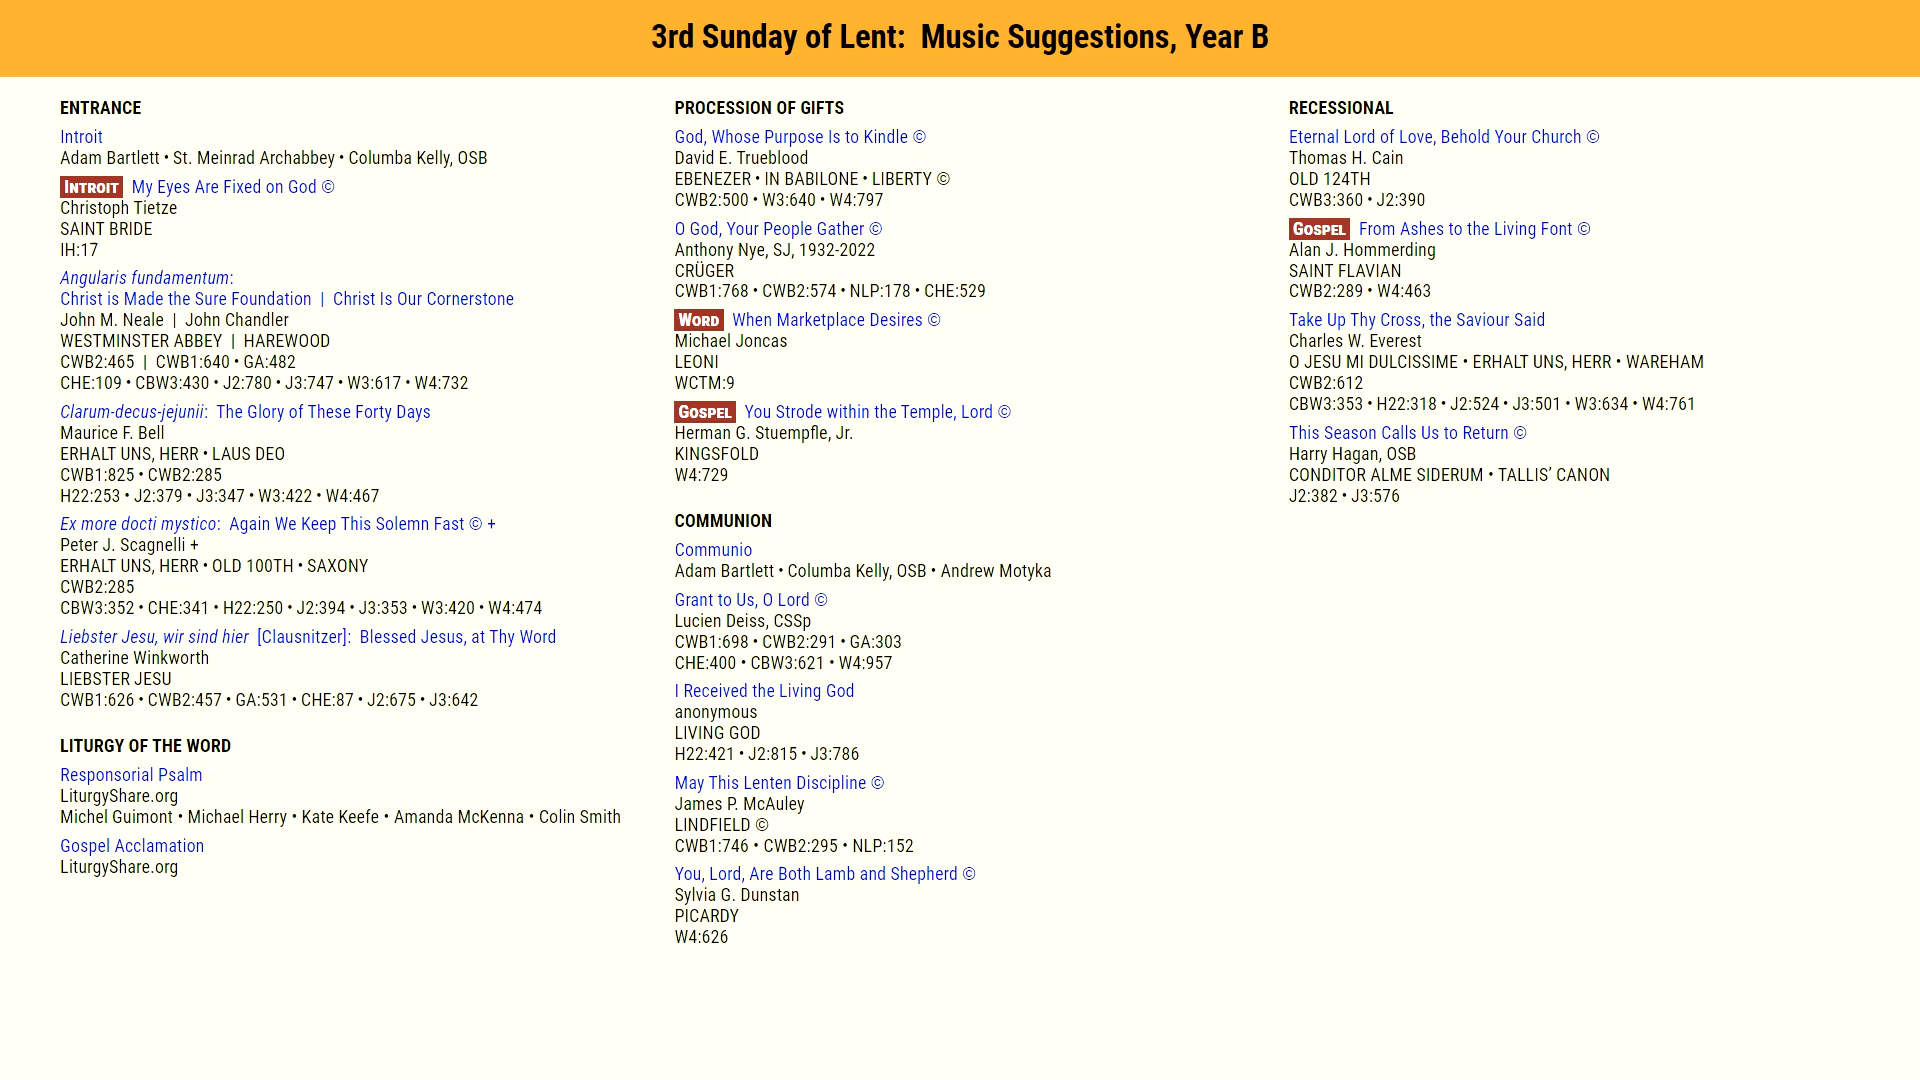 3rd Sunday of Lent: Music Suggestions, Year B
ENTRANCE
Introit
Adam Bartlett • St. Meinrad Archabbey • Columba Kelly, OSB
INTROIT My Eyes Are Fixed on God ©
Christoph Tietze
SAINT BRIDE
IH:17
Angularis fundamentum:
Christ is Made the Sure Foundation | Christ Is Our Cornerstone
John M. Neale | John Chandler
WESTMINSTER ABBEY | HAREWOOD
CWB2:465 | CWB1:640 • GA:482
CHE:109 • CBW3:430 • J2:780 • J3:747 • W3:617 • W4:732
Clarum-decus-jejunii: The Glory of These Forty Days
Maurice F. Bell
ERHALT UNS, HERR • LAUS DEO
CWB1:825 • CWB2:285
H22:253 • J2:379 • J3:347 • W3:422 • W4:467
Ex more docti mystico: Again We Keep This Solemn Fast © +
Peter J. Scagnelli +
ERHALT UNS, HERR • OLD 100TH • SAXONY
CWB2:285
CBW3:352 • CHE:341 • H22:250 • J2:394 • J3:353 • W3:420 • W4:474
Liebster Jesu, wir sind hier [Clausnitzer]: Blessed Jesus, at Thy Word
Catherine Winkworth
LIEBSTER JESU
CWB1:626 • CWB2:457 • GA:531 • CHE:87 • J2:675 • J3:642
LITURGY OF THE WORD
Responsorial Psalm
LiturgyShare.org
Michel Guimont • Michael Herry • Kate Keefe • Amanda McKenna • Colin Smith
Gospel Acclamation
LiturgyShare.org
PROCESSION OF GIFTS
God, Whose Purpose Is to Kindle ©
David E. Trueblood
EBENEZER • IN BABILONE • LIBERTY ©
CWB2:500 • W3:640 • W4:797
O God, Your People Gather ©
Anthony Nye, SJ, 1932-2022
CRÜGER
CWB1:768 • CWB2:574 • NLP:178 • CHE:529
WORD When Marketplace Desires ©
Michael Joncas
LEONI
WCTM:9
GOSPEL You Strode within the Temple, Lord ©
Herman G. Stuempfle, Jr.
KINGSFOLD
W4:729
COMMUNION
Communio
Adam Bartlett • Columba Kelly, OSB • Andrew Motyka
Grant to Us, O Lord ©
Lucien Deiss, CSSp
CWB1:698 • CWB2:291 • GA:303
CHE:400 • CBW3:621 • W4:957
I Received the Living God
anonymous
LIVING GOD
H22:421 • J2:815 • J3:786
May This Lenten Discipline ©
James P. McAuley
LINDFIELD ©
CWB1:746 • CWB2:295 • NLP:152
You, Lord, Are Both Lamb and Shepherd ©
Sylvia G. Dunstan
PICARDY
W4:626
RECESSIONAL
Eternal Lord of Love, Behold Your Church ©
Thomas H. Cain
OLD 124TH
CWB3:360 • J2:390
GOSPEL From Ashes to the Living Font ©
Alan J. Hommerding
SAINT FLAVIAN
CWB2:289 • W4:463
Take Up Thy Cross, the Saviour Said
Charles W. Everest
O JESU MI DULCISSIME • ERHALT UNS, HERR • WAREHAM
CWB2:612
CBW3:353 • H22:318 • J2:524 • J3:501 • W3:634 • W4:761
This Season Calls Us to Return ©
Harry Hagan, OSB
CONDITOR ALME SIDERUM • TALLIS’ CANON
J2:382 • J3:576